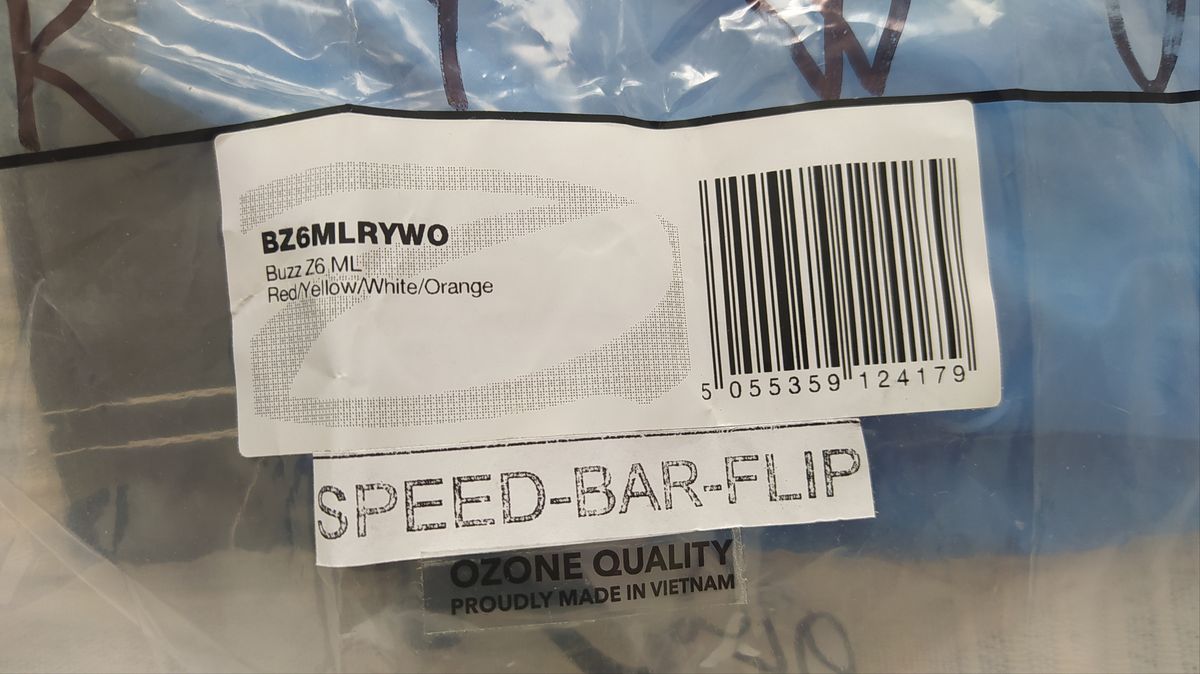 R Y W O
BZ6MLRYWO
Buzz Z6 ML
Red/Yellow/White/Orange
5 055359 124179
SPEED-BAR-FLIP
OZONE QUALITY
PROUDLY MADE IN VIETNAM